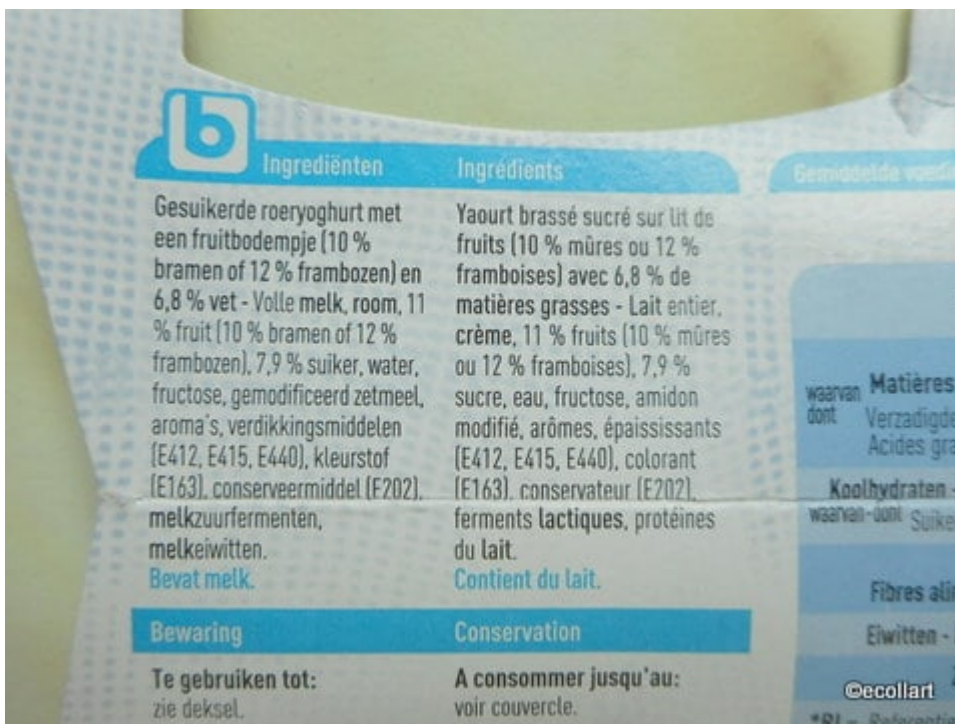 b
Ingrediënten
Gesuikerde roeryoghurt met
een fruitbodempje (10 %
bramen of 12 % frambozen) en
6,8 % vet - Volle melk, room, 11
% fruit (10 % bramen of 12 %
frambozen), 7,9 % suiker, water,
fructose, gemodificeerd zetmeel,
aroma's, verdikkingsmiddelen
(E412, E415, E440), kleurstof
(E163), conserveermiddel (E202),
melkzuurfermenten,
melkeiwitten.
Bevat melk.
Bewaring
Te gebruiken tot:
zie deksel.
Ingrédients
Yaourt brassé sucré sur lit de
fruits (10 % mûres ou 12 %
framboises) avec 6,8 % de
matières grasses - Lait entier,
crème, 11 % fruits (10 % mûres
ou 12 % framboises), 7,9 %
sucre, eau, fructose, amidon
modifié, arômes, épaississants
(E412, E415, E440), colorant
(E163), conservateur (E202),
ferments lactiques, protéines
du lait.
Contient du lait.
Conservation
A consommer jusqu'au:
voir couvercle.
Gemiddelde
waarvan Matières
dont Verzadigde
Acides
Koolhydraten -
waarvan-dont
Fibres
Eiwitten -
©ecollart